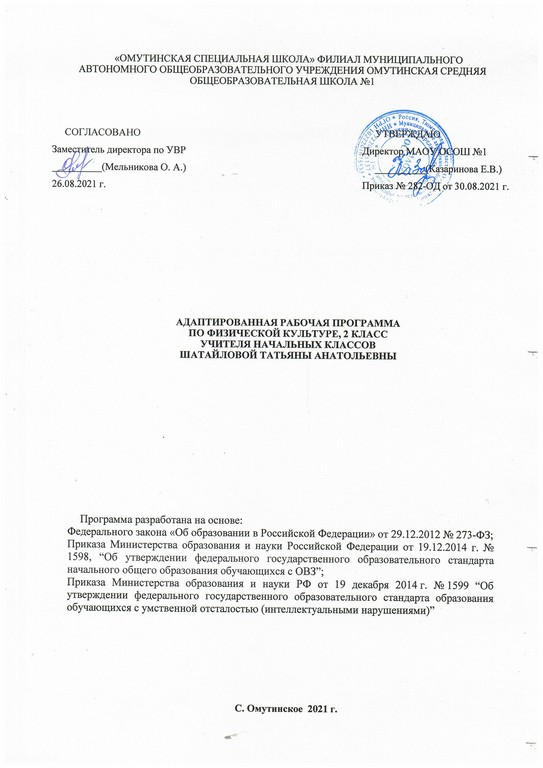 «ОМУТИНСКАЯ СПЕЦИАЛЬНАЯ ШКОЛА» ФИЛИАЛ МУНИЦИПАЛЬНОГО
АВТОНОМНОГО ОБЩЕОБРАЗОВАТЕЛЬНОГО УЧРЕЖДЕНИЯ ОМУТИНСКАЯ СРЕДНЯЯ
ОБЩЕОБРАЗОВАТЕЛЬНАЯ ШКОЛА №1
СОГЛАСОВАНО
Заместитель директора по УВР
(Мельникова О. А.)
26.08.2021 г.
УТВЕРЖДАЮ
Директор МАОУ ОСОШ №1
(Казаринова Е.В.)
Приказ № 282-ОД от 30.08.2021 г.
АДАПТИРОВАННАЯ РАБОЧАЯ ПРОГРАММА
ПО ФИЗИЧЕСКОЙ КУЛЬТУРЕ, 2 КЛАСС
УЧИТЕЛЯ НАЧАЛЬНЫХ КЛАССОВ
ШАТАЙЛОВОЙ ТАТЬЯНЫ АНАТОЛЬЕВНЫ
Программа разработана на основе:
Федерального закона «Об образовании в Российской Федерации» от 29.12.2012 № 273-ФЗ;
Приказа Министерства образования и науки Российской Федерации от 19.12.2014 г. №
1598, “Об утверждении федерального государственного образовательного стандарта
начального общего образования обучающихся с ОВЗ”;
Приказа Министерства образования и науки РФ от 19 декабря 2014 г. № 1599 “Об
утверждении федерального государственного образовательного стандарта образования
обучающихся с умственной отсталостью (интеллектуальными нарушениями)”
С. Омутинское 2021 г.